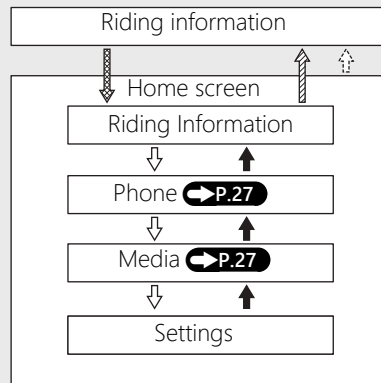 Riding information
Home screen
Riding Information
Phone P.27
Media P.27
Settings